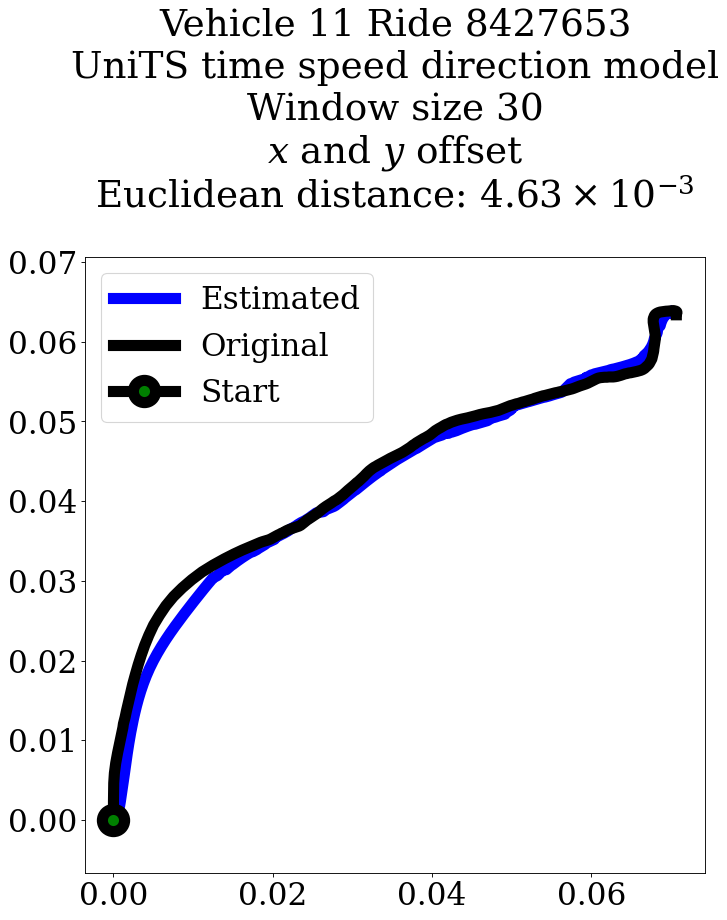 Vehicle 11 Ride 8427653
UniTS time speed direction model
Window size 30
x and y offset
Euclidean distance: 4.63 × 10⁻³
0.07
0.06
0.05
0.04
0.03
0.02
0.01
0.00
Estimated
Original
Start
0.00 0.02 0.04 0.06